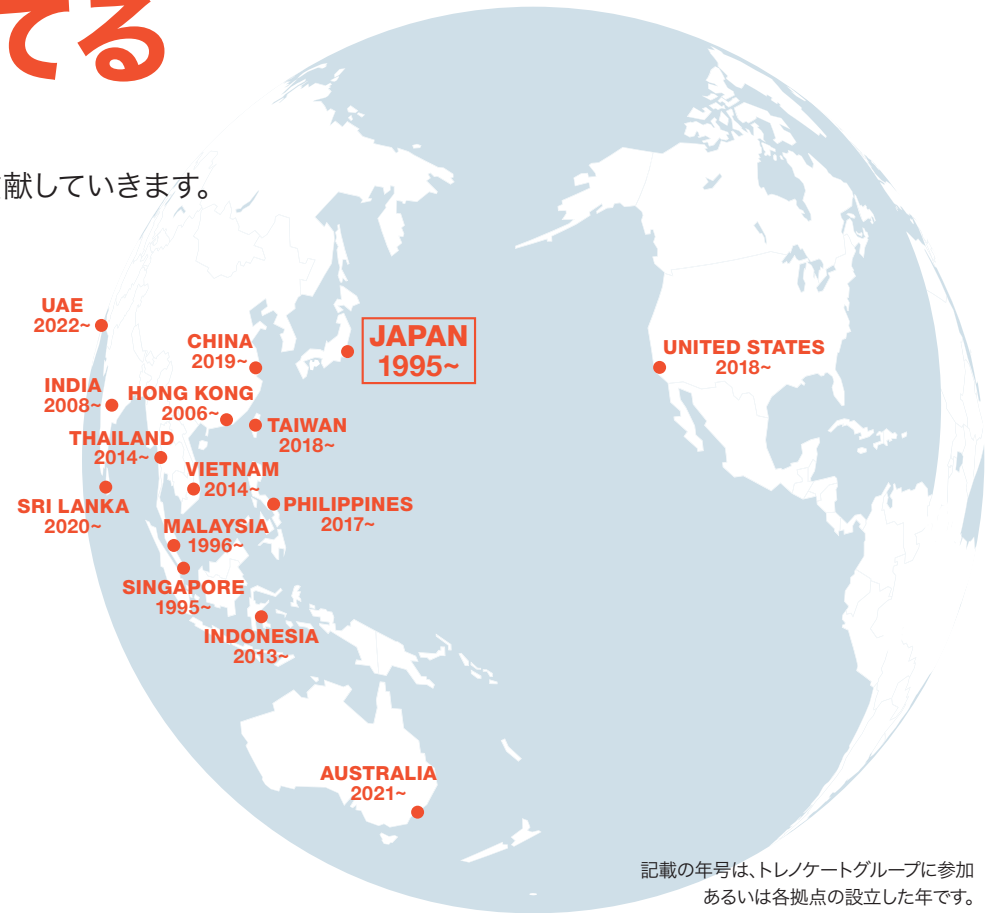 てる
献していきます。
UAE
2022~
CHINA
2019~
JAPAN
1995~
UNITED STATES
2018~
INDIA
2008~
HONG KONG
2006~
TAIWAN
2018~
THAILAND
2014~
VIETNAM
2014~
SRI LANKA
2020~
PHILIPPINES
2017~
MALAYSIA
1996~
SINGAPORE
1995~
INDONESIA
2013~
AUSTRALIA
2021~
記載の年号は、トレノケートグループに参加
あるいは各拠点の設立した年です。